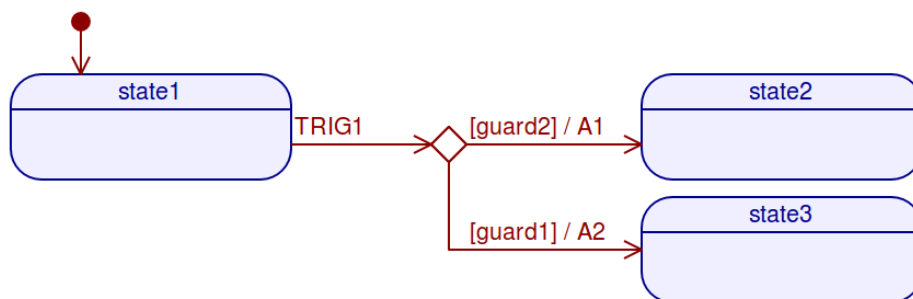 state1
TRIG1
[guard2] / A1
state2
[guard1] / A2
state3